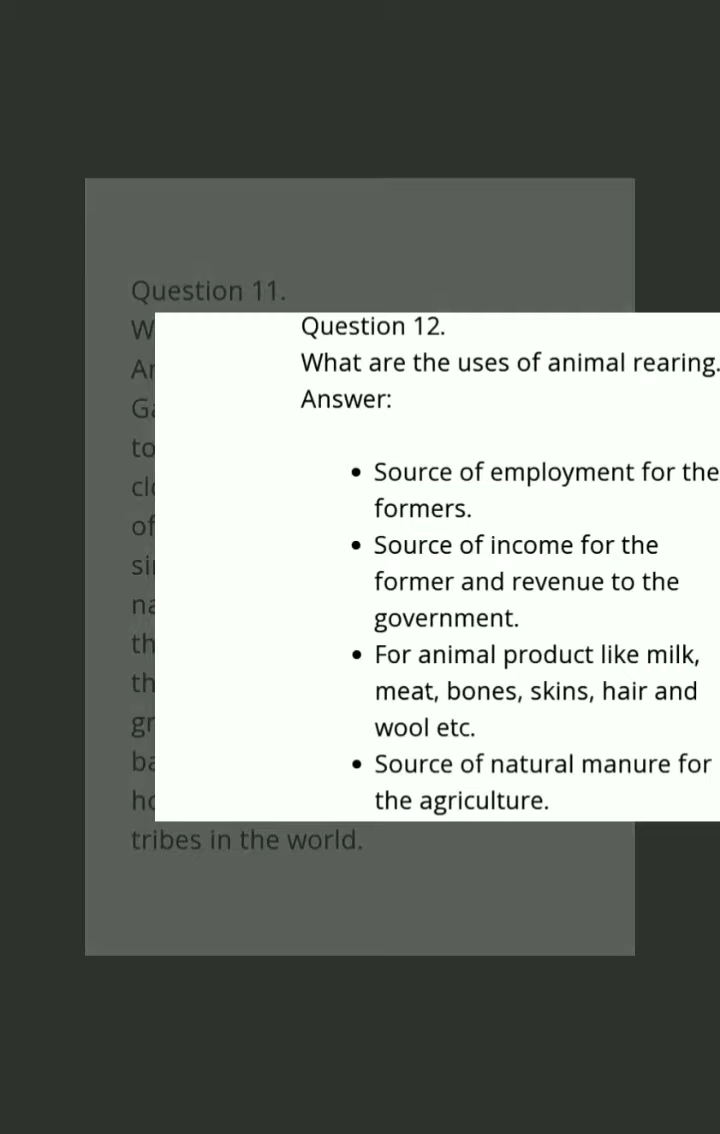 Question 11.
Question 12.
What are the uses of animal rearing.
Answer:
• Source of employment for the
formers.
• Source of income for the
former and revenue to the
government.
• For animal product like milk,
meat, bones, skins, hair and
wool etc.
• Source of natural manure for
the agriculture.
tribes in the world.